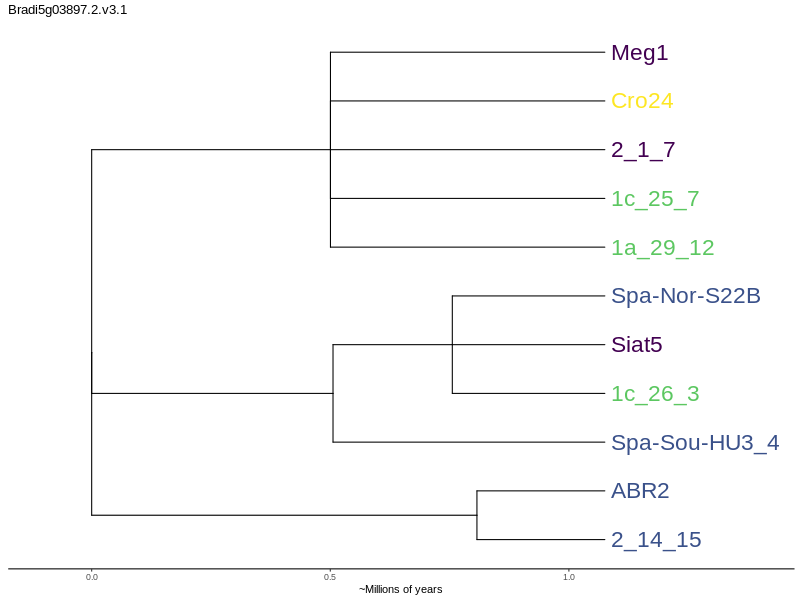 Bradi5g03897.2.v3.1
Meg1
Cro24
2_1_7
1c_25_7
1a_29_12
Spa-Nor-S22B
Siat5
1c_26_3
Spa-Sou-HU3_4
ABR2
2_14_15
0.0 0.5 1.0
~Millions of years